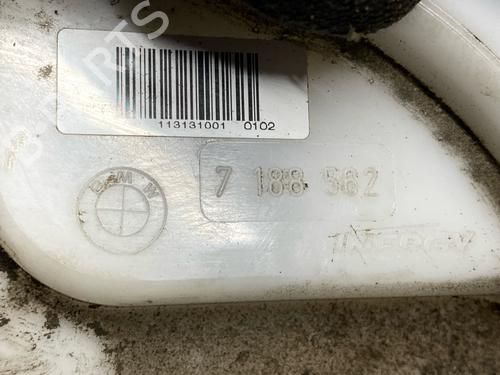 B-PARTS
113131001 0102
BMW
7 188 562
INERGY